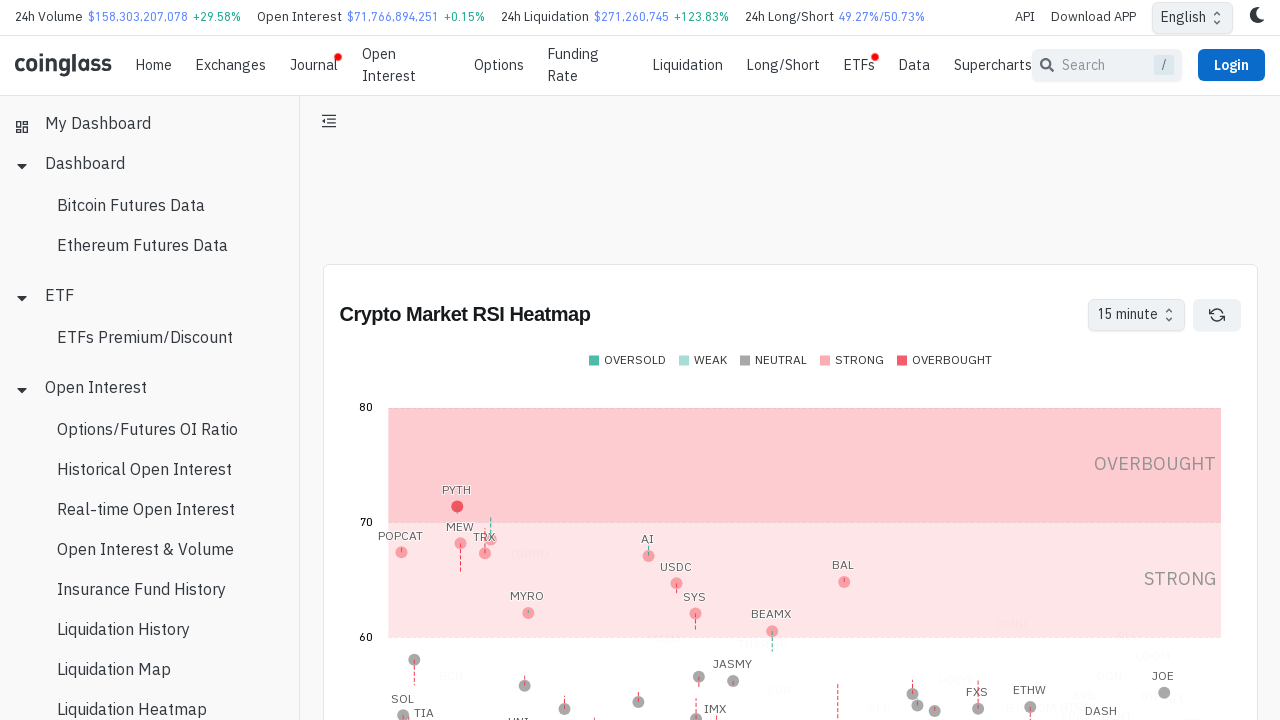 24h Volume $158,303,207,078 +29.58% Open Interest $71,766,894,251 +0.15% 24h Liquidation $271,260,745 +123.83% 24h Long/Short 49.27%/50.73% API Download APP English
coinglass Home Exchanges Journal Open Interest Options Funding Rate Liquidation Long/Short ETFs Data Supercharts Search / Login
My Dashboard
Dashboard
Bitcoin Futures Data
Ethereum Futures Data
ETF
ETFs Premium/Discount
Open Interest
Options/Futures OI Ratio
Historical Open Interest
Real-time Open Interest
Open Interest & Volume
Insurance Fund History
Liquidation History
Liquidation Map
Liquidation Heatmap
Crypto Market RSI Heatmap 15 minute
OVERSOLD WEAK NEUTRAL STRONG OVERBOUGHT
80
OVERBOUGHT
PYTH
70
MEW
POPCAT TRX AI
USDC BAL
STRONG
MYRO SYS
BEAMX
60
JASMY
JOE
FXS ETHW
SOL
TIA IMX DASH